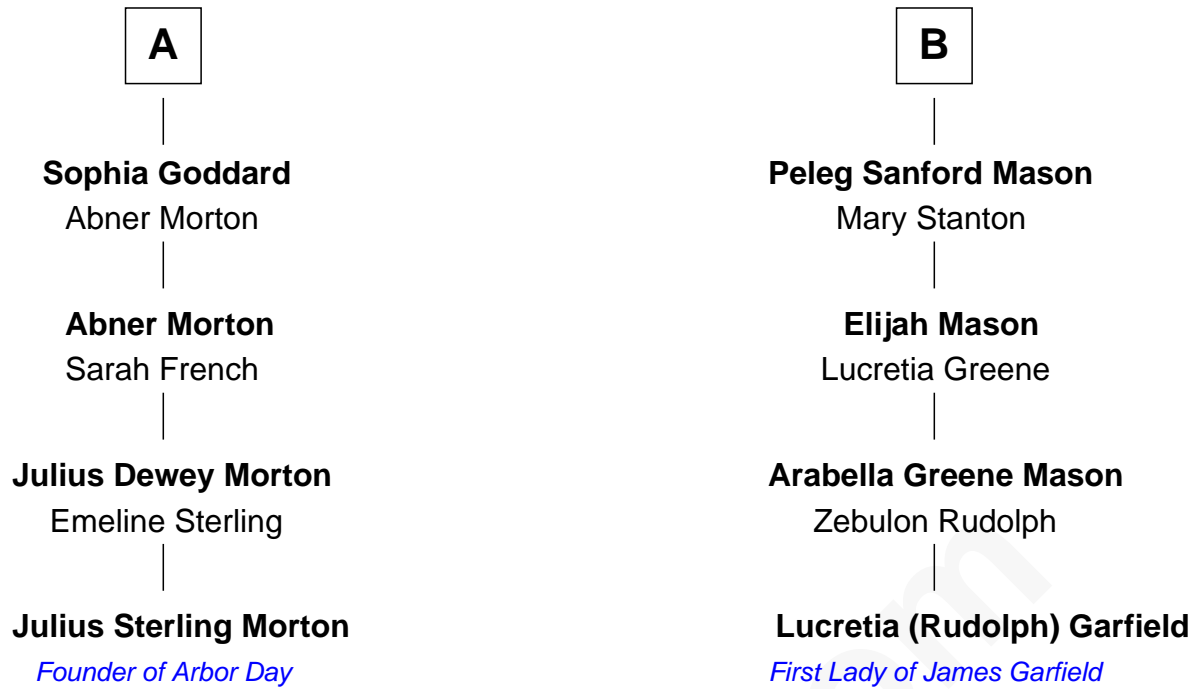 A
Sophia Goddard
Abner Morton
Abner Morton
Sarah French
Julius Dewey Morton
Emeline Sterling
Julius Sterling Morton
Founder of Arbor Day
B
Peleg Sanford Mason
Mary Stanton
Elijah Mason
Lucretia Greene
Arabella Greene Mason
Zebulon Rudolph
Lucretia (Rudolph) Garfield
First Lady of James Garfield